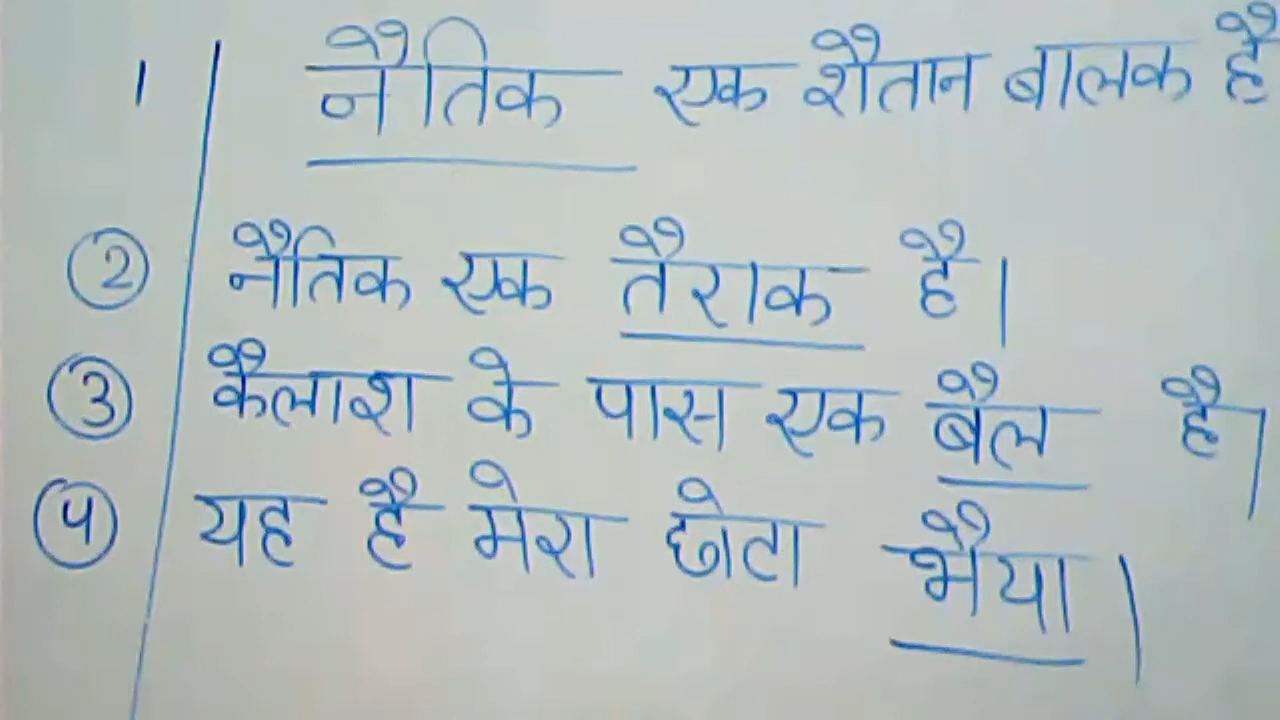 1 नैतिक एक शैतान बालक है
2 नैतिक एक तैराक है।
3 कैलाश के पास एक बैल है।
4 यह है मेरा छोटा भैया।